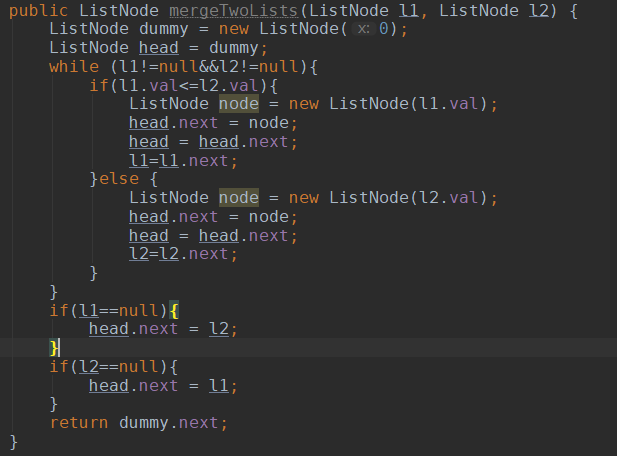 public ListNode mergeTwoLists(ListNode l1, ListNode l2) {
    ListNode dummy = new ListNode( x: 0);
    ListNode head = dummy;
    while (l1!=null&&l2!=null){
        if(l1.val<=l2.val){
            ListNode node = new ListNode(l1.val);
            head.next = node;
            head = head.next;
            l1=l1.next;
        }else {
            ListNode node = new ListNode(l2.val);
            head.next = node;
            head = head.next;
            l2=l2.next;
        }
    }
    if(l1==null){
        head.next = l2;
    }
    if(l2==null){
        head.next = l1;
    }
    return dummy.next;
}